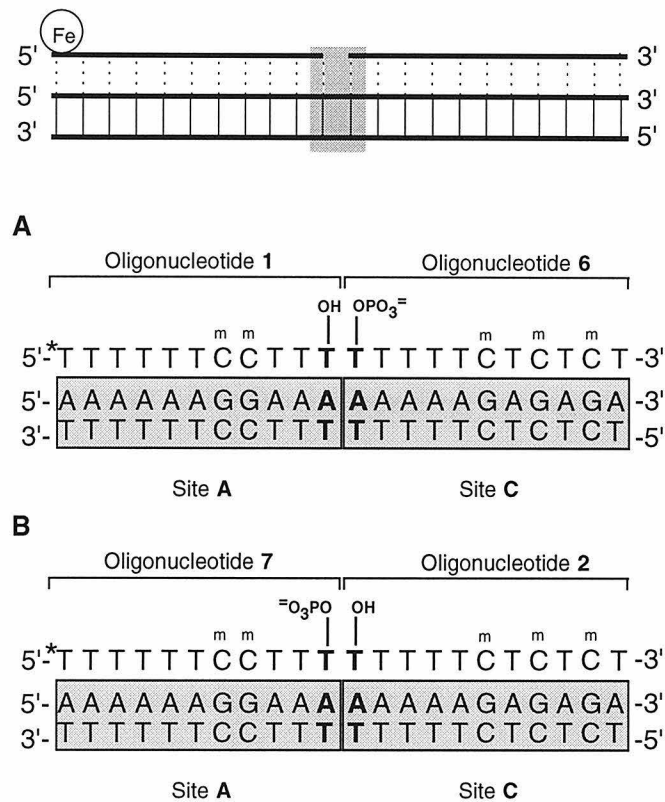 Fe
5' 3'
5' 3'
3' 5'
A
Oligonucleotide 1 Oligonucleotide 6
OH OPO3=
m m m m m
5'-*T T T T T T C C T T T T T T T T C T C T C T -3'
5'- A A A A A A G G A A A A A A A A G A G A G A -3'
3'- T T T T T T C C T T T T T T T T C T C T C T -5'
Site A Site C
B
Oligonucleotide 7 Oligonucleotide 2
=O3PO OH
m m m m m
5'-*T T T T T T C C T T T T T T T T C T C T C T -3'
5'- A A A A A A G G A A A A A A A A G A G A G A -3'
3'- T T T T T T C C T T T T T T T T C T C T C T -5'
Site A Site C